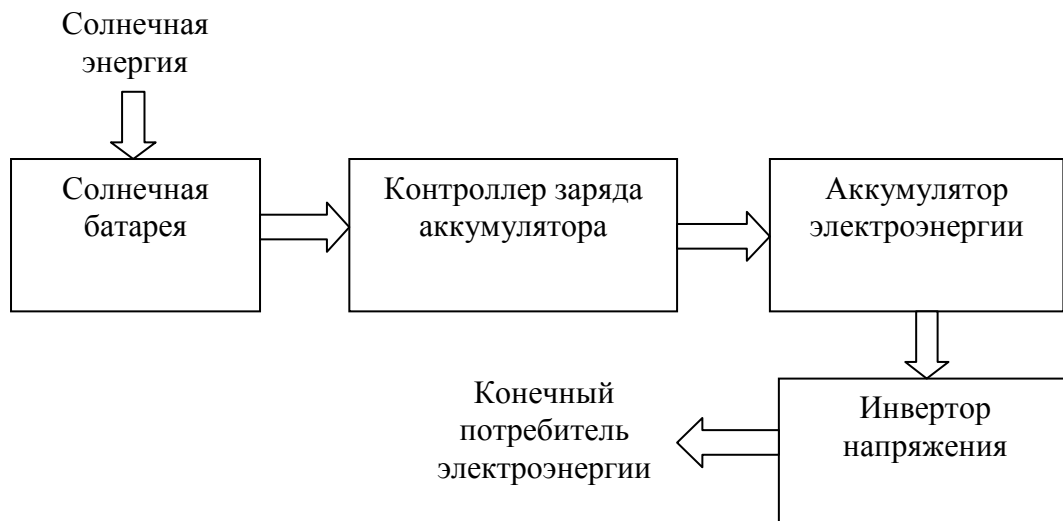 Солнечная
энергия
Солнечная
батарея
Контроллер заряда
аккумулятора
Аккумулятор
электроэнергии
Конечный
потребитель
электроэнергии
Инвертор
напряжения